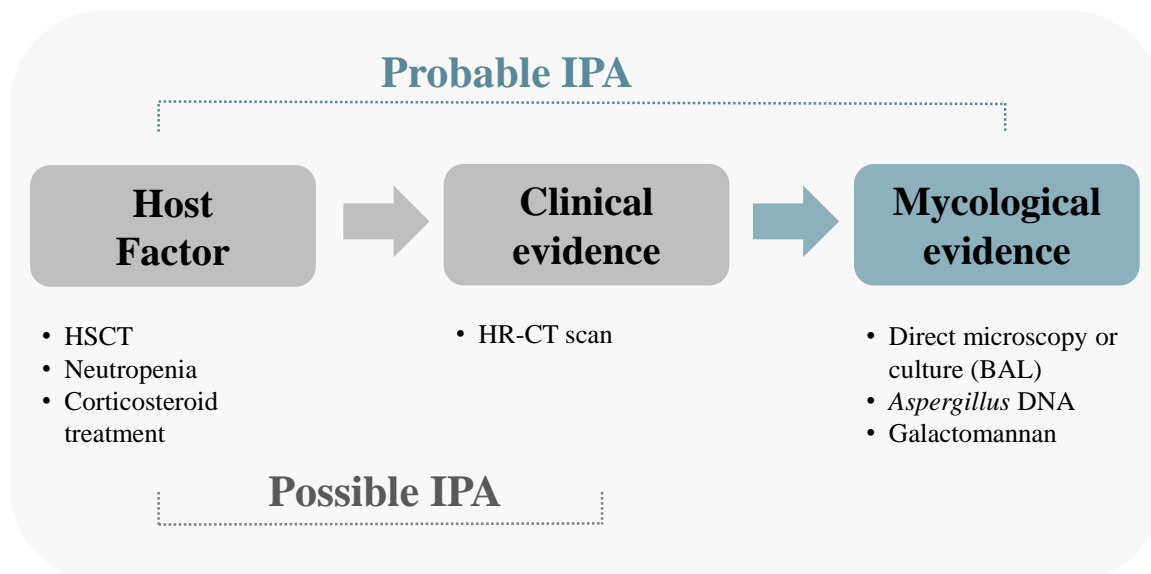 Probable IPA
Host
Factor
Clinical
evidence
Mycological
evidence
• HSCT
• Neutropenia
• Corticosteroid
treatment
• HR-CT scan
• Direct microscopy or
culture (BAL)
• Aspergillus DNA
• Galactomannan
Possible IPA